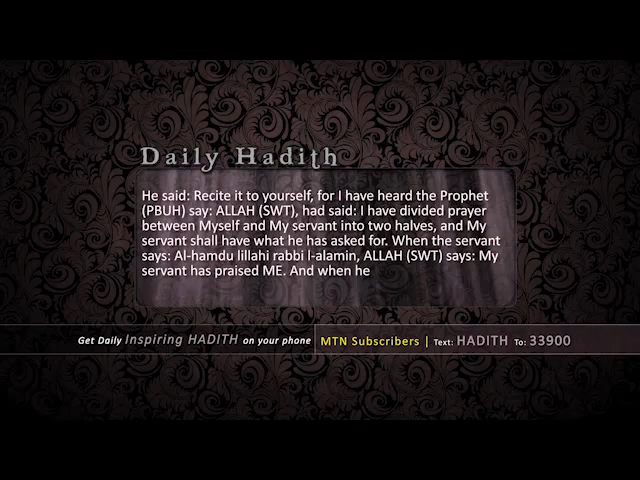 Daily Hadith
He said: Recite it to yourself, for I have heard the Prophet
(PBUH) say: ALLAH (SWT), had said: I have divided prayer
between Myself and My servant into two halves, and My
servant shall have what he has asked for. When the servant
says: Al-hamdu lillahi rabbi l-alamin, ALLAH (SWT) says: My
servant has praised ME. And when he
Get Daily Inspiring HADITH on your phone MTN Subscribers | Text: HADITH To: 33900